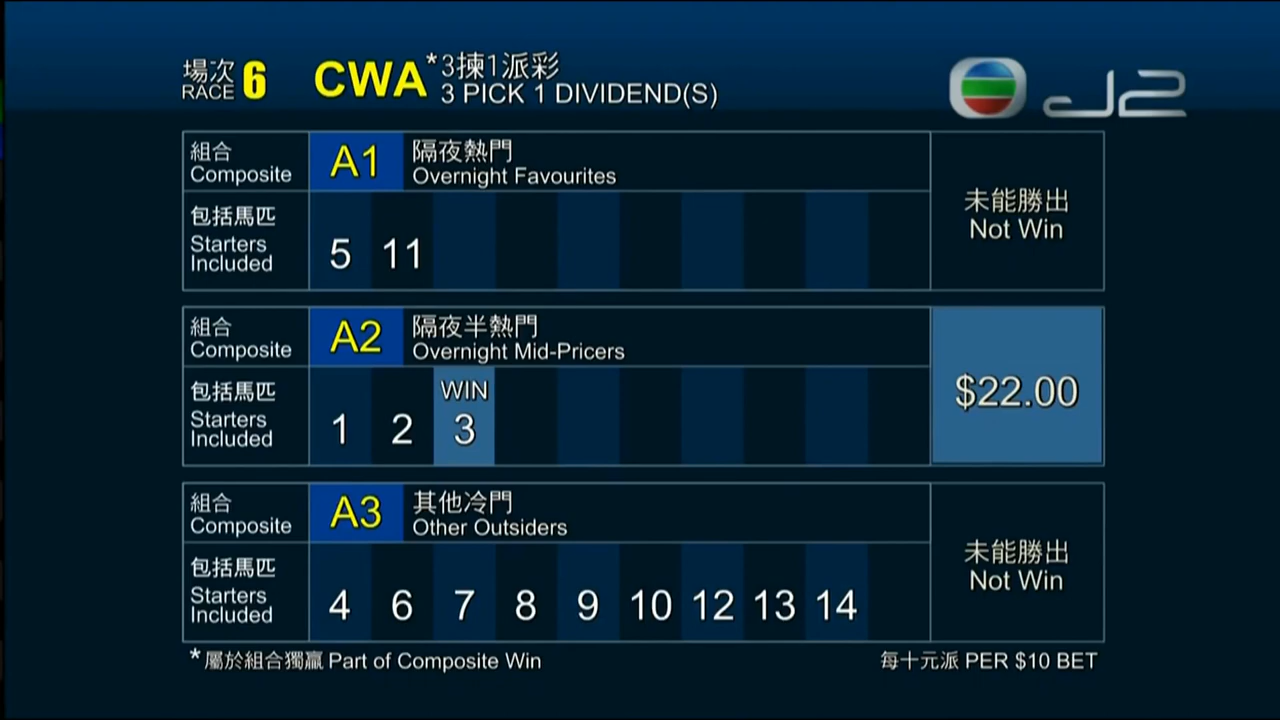 場次 6 CWA *3揀1派彩
RACE 3 PICK 1 DIVIDEND(S)
J2
組合 A1 隔夜熱門
Composite Overnight Favourites
未能勝出
Not Win
包括馬匹
Starters
Included
5 11
組合 A2 隔夜半熱門
Composite Overnight Mid-Pricers
$22.00
包括馬匹
Starters
Included
WIN
1 2 3
組合 A3 其他冷門
Composite Other Outsiders
未能勝出
Not Win
包括馬匹
Starters
Included
4 6 7 8 9 10 12 13 14
*屬於組合獨贏 Part of Composite Win
每十元派 PER $10 BET